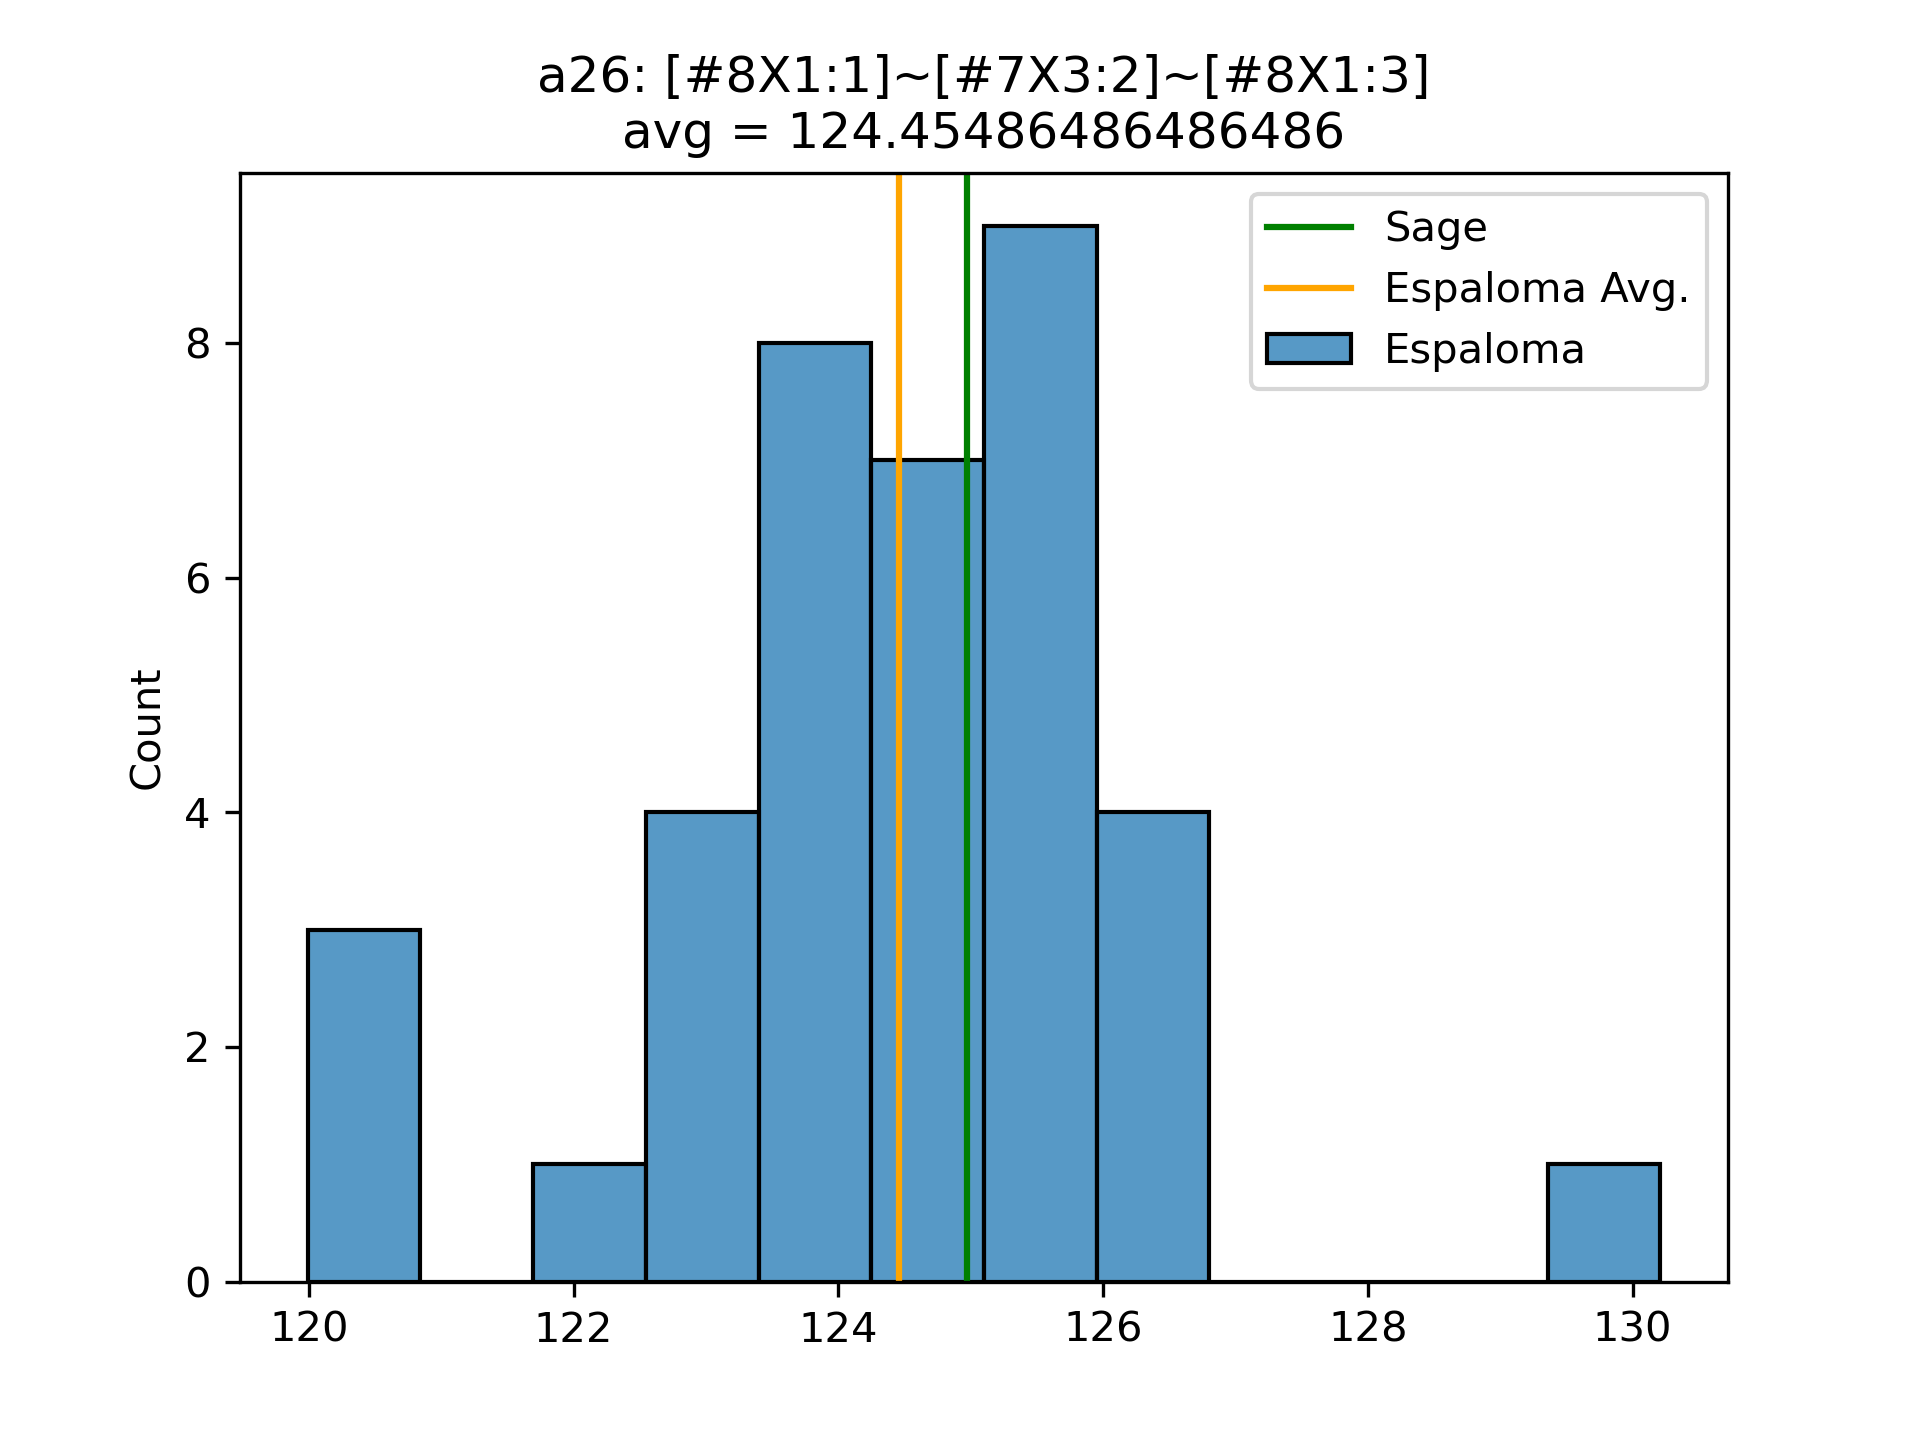 a26: [#8X1:1]~[#7X3:2]~[#8X1:3]
avg = 124.45486486486486
Sage
Espaloma Avg.
Espaloma
8
6
4
2
0
Count
120 122 124 126 128 130